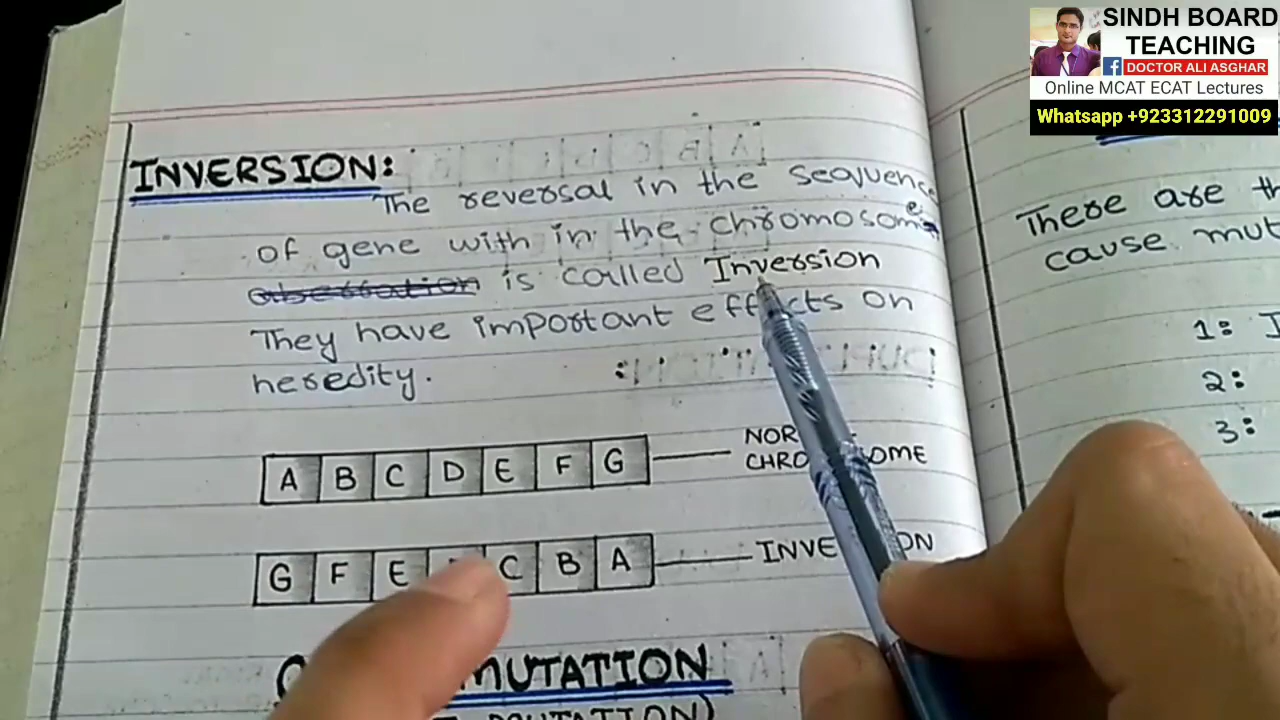 SINDH BOARD
TEACHING
DOCTOR ALI ASGHAR
Online MCAT ECAT Lectures
Whatsapp +923312291009
INVERSION:
The reversal in the sequence
of gene with in the chromosome
is called Inversion
They have important effects on
heredity.
A B C D E F G
CHROMOSOME
G F E C B A
INVERSION
MUTATION
There are
cause
1:
2:
3: